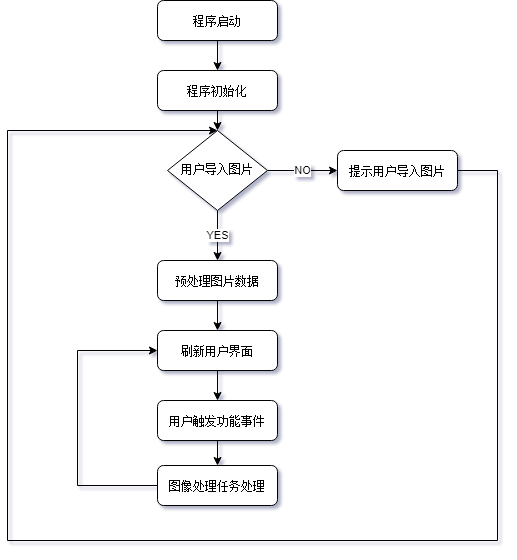 程序启动
程序初始化
用户导入图片
NO
提示用户导入图片
YES
预处理图片数据
刷新用户界面
用户触发功能事件
图像处理任务处理